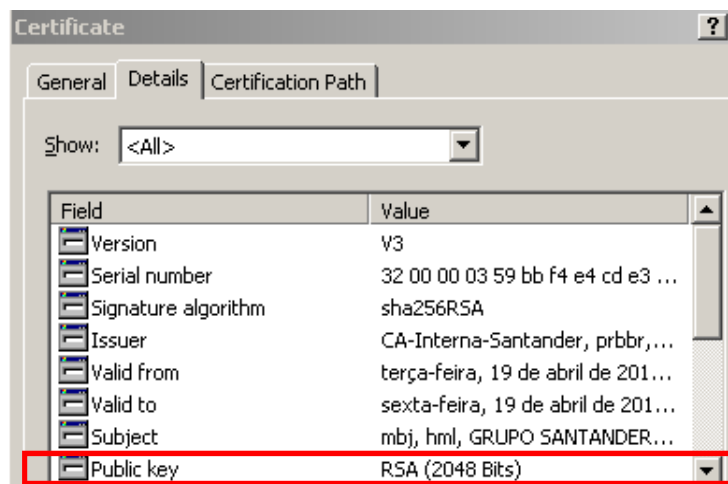 Certificate ?
General Details Certification Path
Show: <All>
Field Value
Version V3
Serial number 32 00 00 03 59 bb f4 e4 cd e3 ...
Signature algorithm sha256RSA
Issuer CA-Interna-Santander, prbbr,...
Valid from terça-feira, 19 de abril de 201...
Valid to sexta-feira, 19 de abril de 201...
Subject mbj, hml, GRUPO SANTANDER...
Public key RSA (2048 Bits)